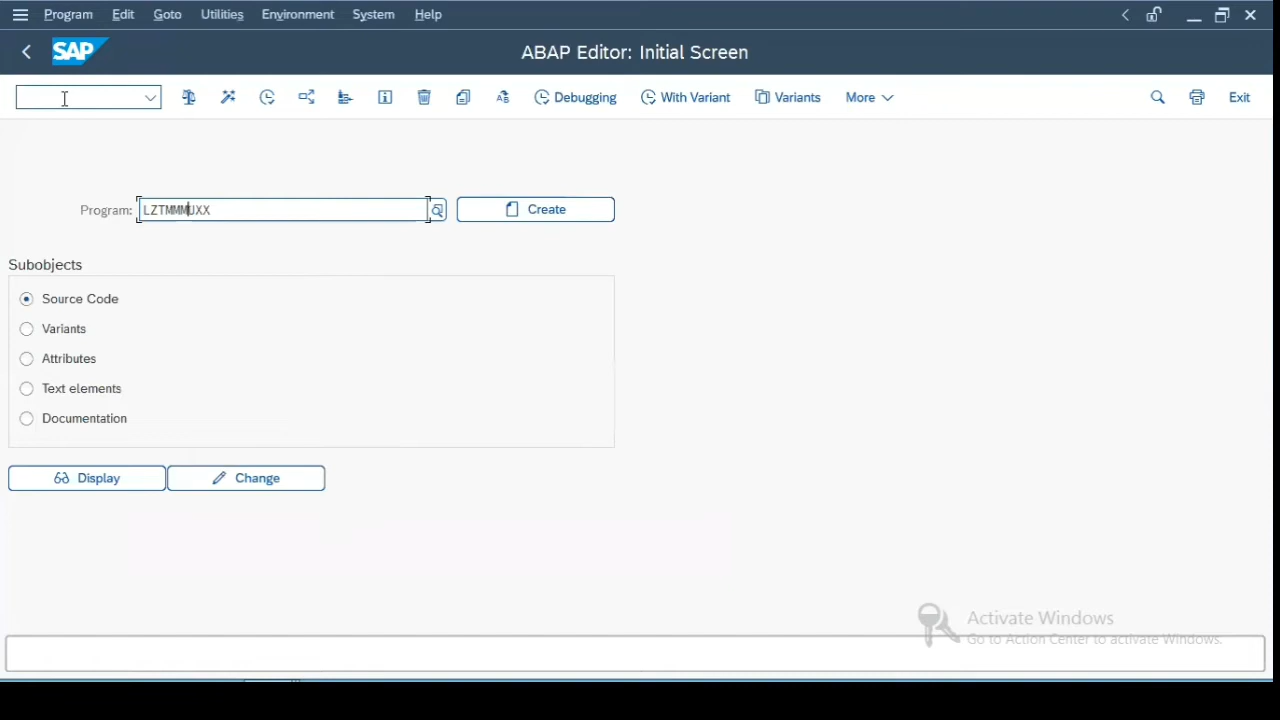 Program Edit Goto Utilities Environment System Help
SAP ABAP Editor: Initial Screen
Debugging With Variant Variants More Exit
Program: LZTMMMUXX Create
Subobjects
Source Code
Variants
Attributes
Text elements
Documentation
Display Change
Activate Windows
Go to Action Center to activate Windows.